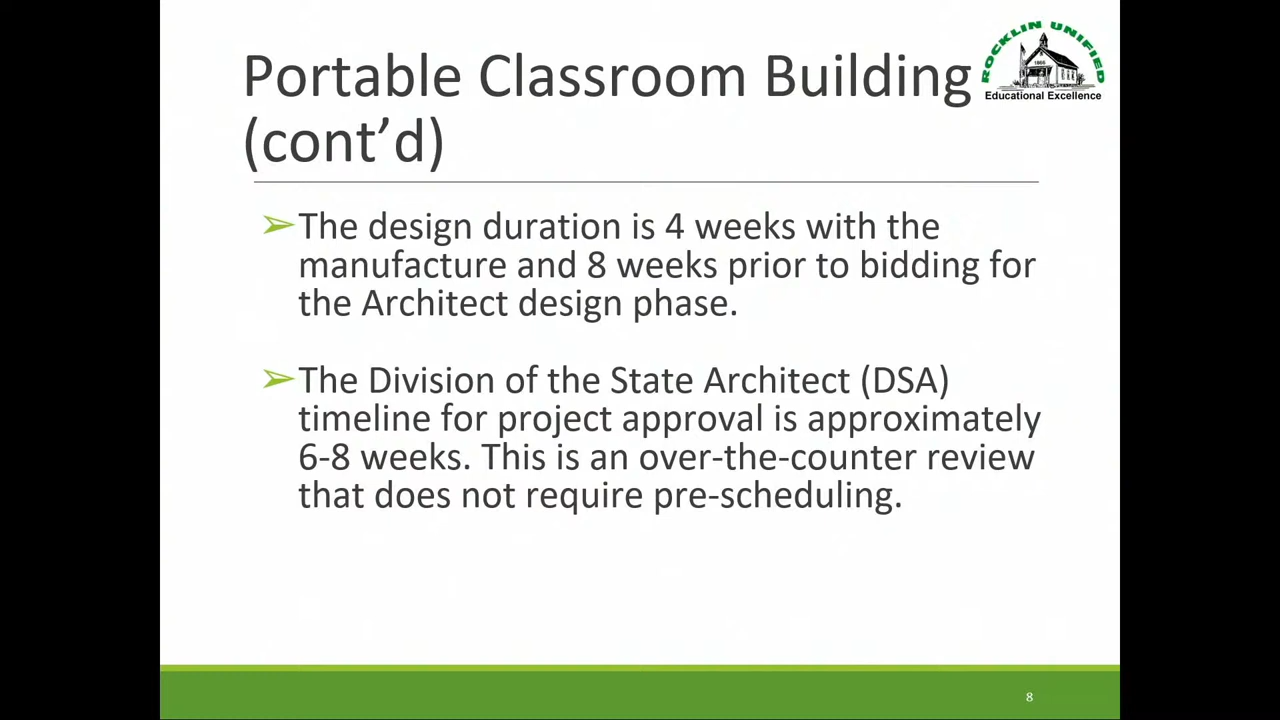 Portable Classroom Building
(cont’d)
ROCKLIN UNIFIED
1866
Educational Excellence
➢The design duration is 4 weeks with the
manufacture and 8 weeks prior to bidding for
the Architect design phase.
➢The Division of the State Architect (DSA)
timeline for project approval is approximately
6-8 weeks. This is an over-the-counter review
that does not require pre-scheduling.
8